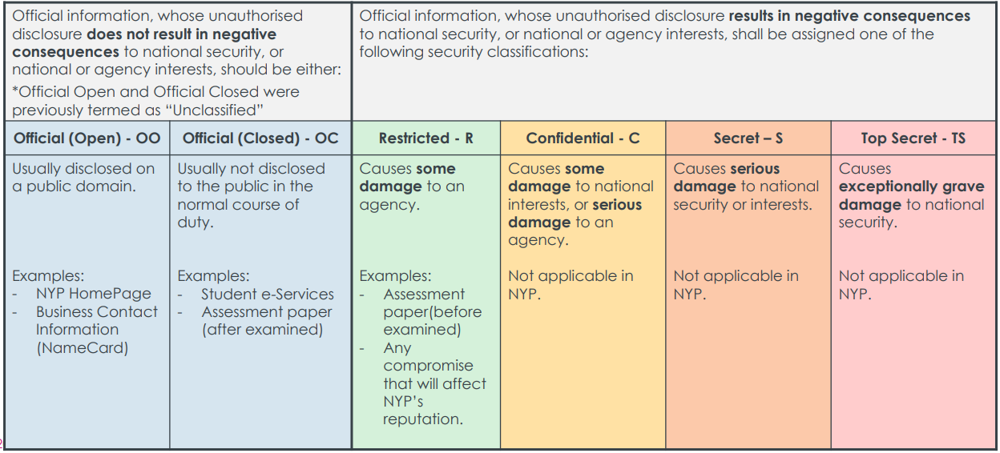 Official information, whose unauthorised
disclosure does not result in negative
consequences to national security, or
national or agency interests, should be either:
*Official Open and Official Closed were
previously termed as “Unclassified”
Official information, whose unauthorised disclosure results in negative consequences
to national security, or national or agency interests, shall be assigned one of the
following security classifications:
Official (Open) - OO
Official (Closed) - OC
Restricted - R
Confidential - C
Secret – S
Top Secret - TS
Usually disclosed on
a public domain.
Examples:
- NYP HomePage
- Business Contact
Information
(NameCard)
Usually not disclosed
to the public in the
normal course of
duty.
Examples:
- Student e-Services
- Assessment paper
(after examined)
Causes some
damage to an
agency.
Examples:
- Assessment
paper(before
examined)
- Any
compromise
that will affect
NYP’s
reputation.
Causes some
damage to national
interests, or serious
damage to an
agency.
Not applicable in
NYP.
Causes serious
damage to national
security or interests.
Not applicable in
NYP.
Causes
exceptionally grave
damage to national
security.
Not applicable in
NYP.